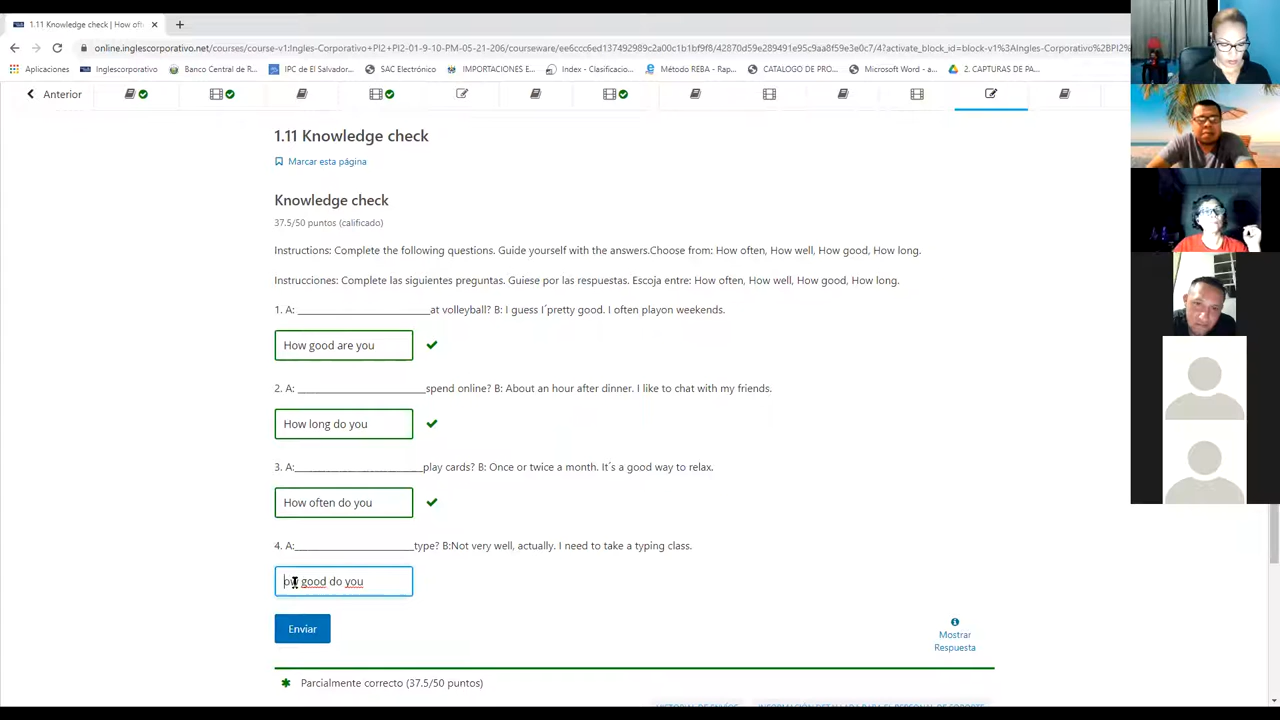 1.11 Knowledge check | How oft
online.inglescorporativo.net/courses/course-v1:Ingles-Corporativo+PI2+PI2-01-9-10-PM-05-21-206/courseware/ee6ccc6ed137492989c2a00c1b1bf9f8/42870d59e289491e95c9aa8f59e3e0c7/4?activate_block_id=block-v1%3AIngles-Corporativo%2BPI2%
Aplicaciones Inglescorporativo Banco Central de R... IPC de El Salvador... SAC Electrónico IMPORTACIONES E... Index - Clasificacio... Método REBA - Rap... CATALOGO DE PRO... Microsoft Word - a... 2. CAPTURAS DE PA...
Anterior
1.11 Knowledge check
Marcar esta página
Knowledge check
37.5/50 puntos (calificado)
Instructions: Complete the following questions. Guide yourself with the answers.Choose from: How often, How well, How good, How long.
Instrucciones: Complete las siguientes preguntas. Guiese por las respuestas. Escoja entre: How often, How well, How good, How long.
1. A: ________________________at volleyball? B: I guess I´pretty good. I often playon weekends.
How good are you
2. A: ________________________spend online? B: About an hour after dinner. I like to chat with my friends.
How long do you
3. A:________________________play cards? B: Once or twice a month. It´s a good way to relax.
How often do you
4. A:______________________type? B:Not very well, actually. I need to take a typing class.
ow good do you
Enviar
Mostrar
Respuesta
Parcialmente correcto (37.5/50 puntos)